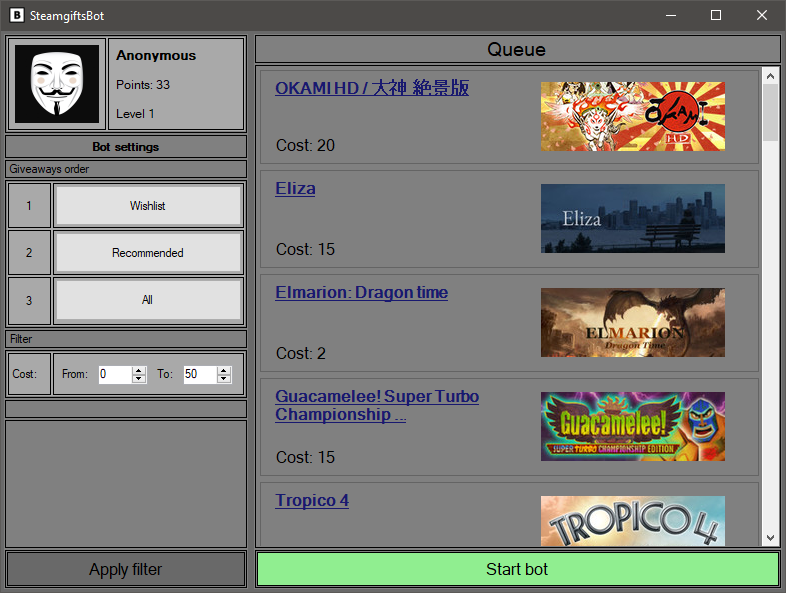 B SteamgiftsBot
Anonymous
Points: 33
Level 1
Bot settings
Giveaways order
1 Wishlist
2 Recommended
3 All
Filter
Cost: From: 0 To: 50
Apply filter
Queue
OKAMI HD / 大神 絶景版
Cost: 20
ŌKAMI
HD
Eliza
Cost: 15
Eliza
Elmarion: Dragon time
Cost: 2
ELMARION
Dragon Time
Guacamelee! Super Turbo
Championship ...
Cost: 15
Guacamelee!
SUPER TURBO CHAMPIONSHIP EDITION
Tropico 4
TROPICO 4
Start bot